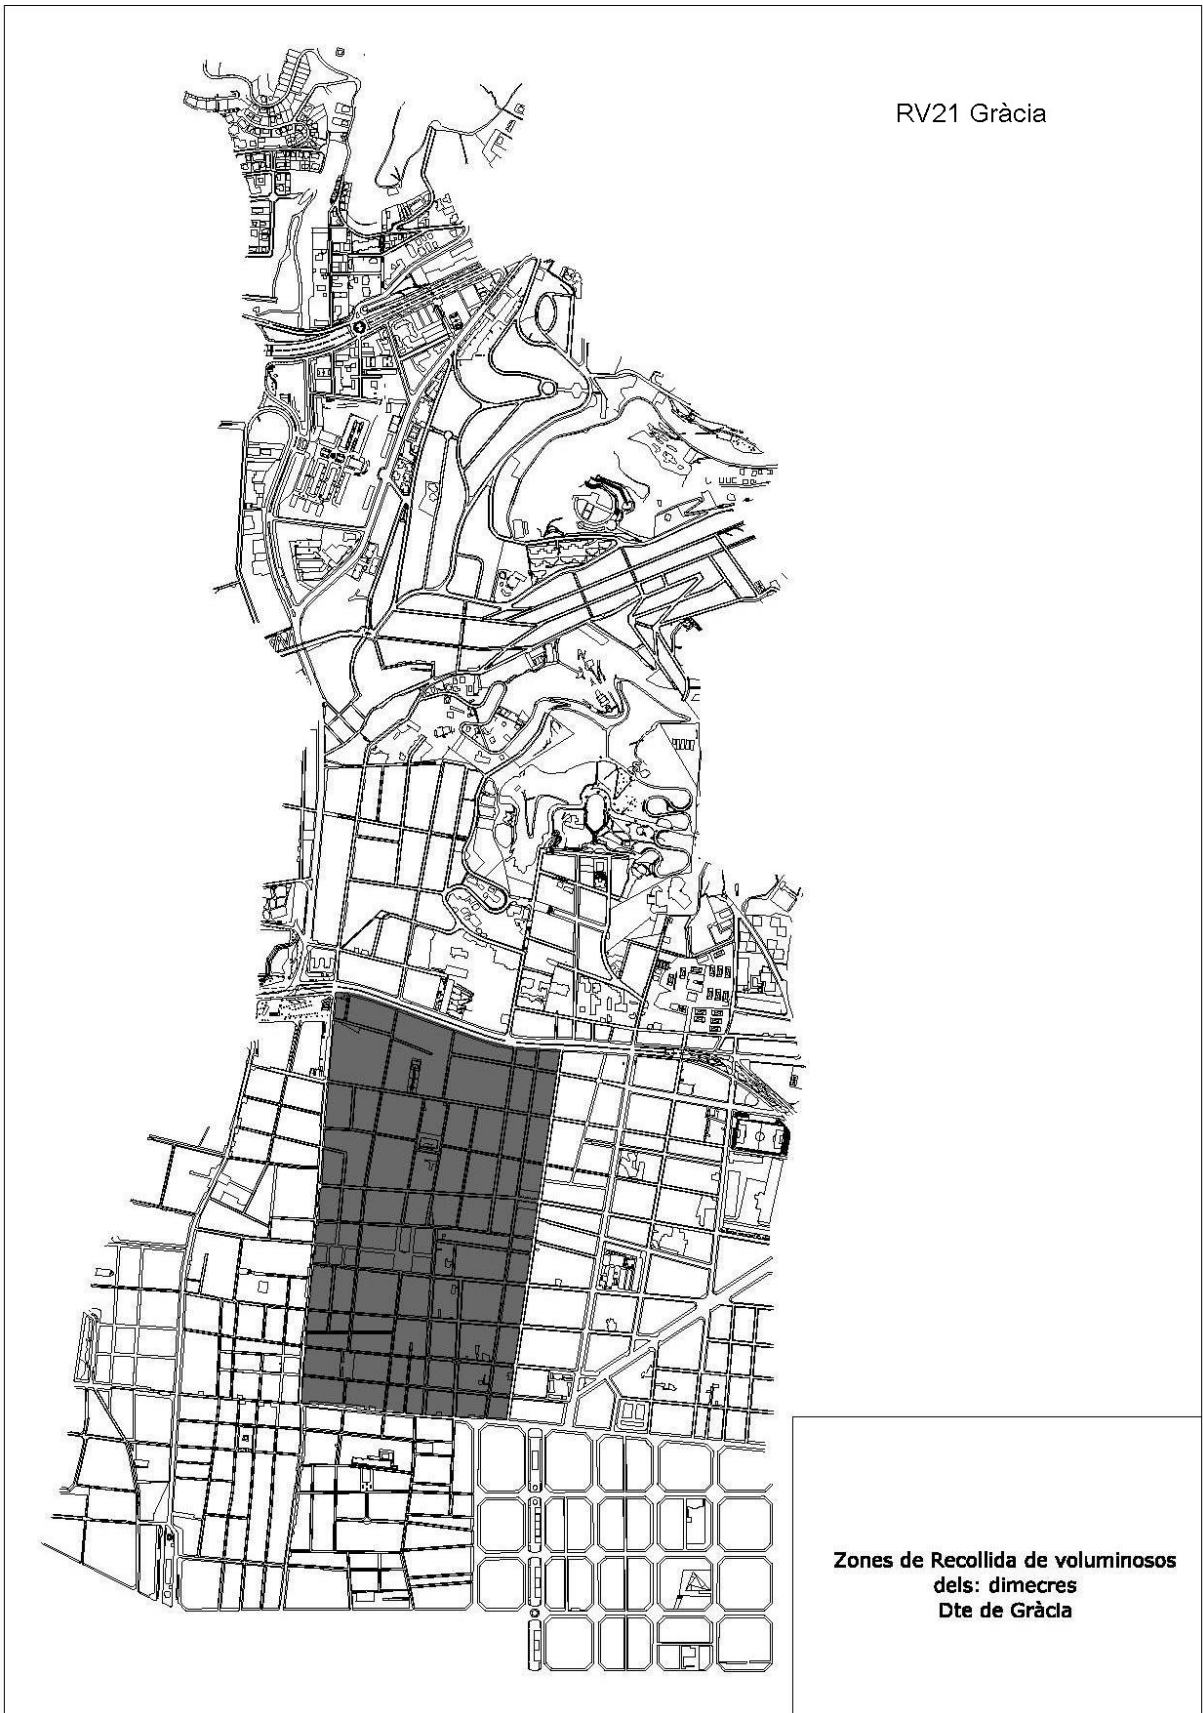 RV21 Gràcia
Zones de Recollida de voluminosos
dels: dimecres
Dte de Gràcia